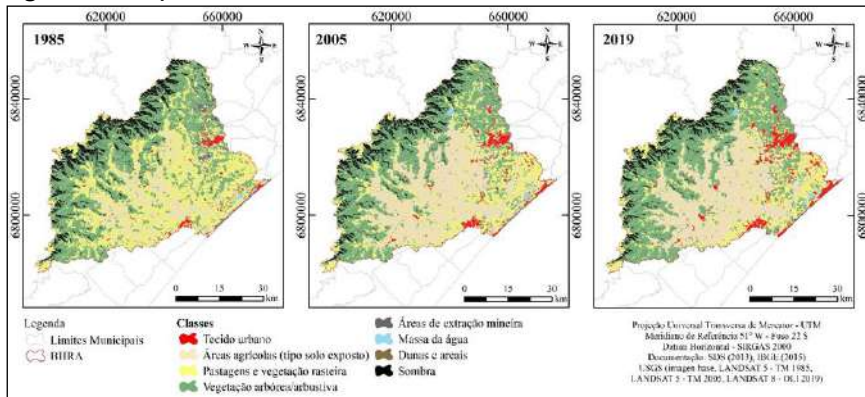 620000 660000 620000 660000 620000 660000
1985
2005
2019
N
W E
S
N
W E
S
N
W E
S
6840000
6840000
6800000
6800000
0 15 30
km
0 15 30
km
0 15 30
km
Legenda
Limites Municipais
BHRA
Classes
Tecido urbano
Áreas agrícolas (tipo solo exposto)
Pastagens e vegetação rasteira
Vegetação arbórea/arbustiva
Áreas de extração mineira
Massa da água
Dunas e areais
Sombra
Projeção Universal Transversa de Mercator - UTM
Meridiano de Referência 51° W - Fuso 22 S
Datum Horizontal - SIRGAS 2000
Documentação: SDS (2013), IBGE (2015)
USGS (imagem base, LANDSAT 5 - TM 1985,
LANDSAT 5 - TM 2005, LANDSAT 8 - OLI 2019)